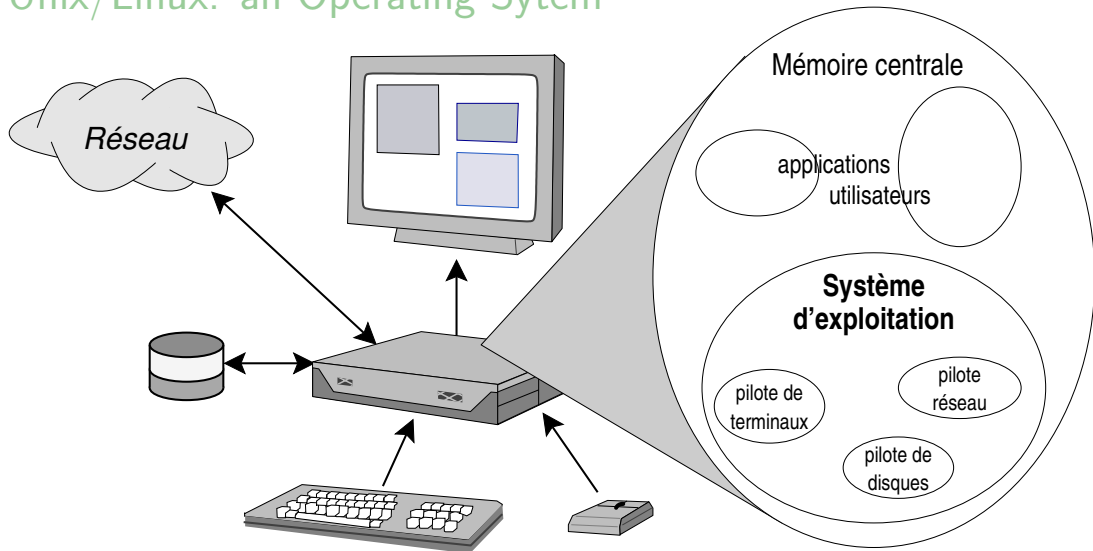 Unix/Linux: an Operating Sytem
Réseau
Mémoire centrale
applications
utilisateurs
Système
d'exploitation
pilote de
terminaux
pilote
réseau
pilote de
disques